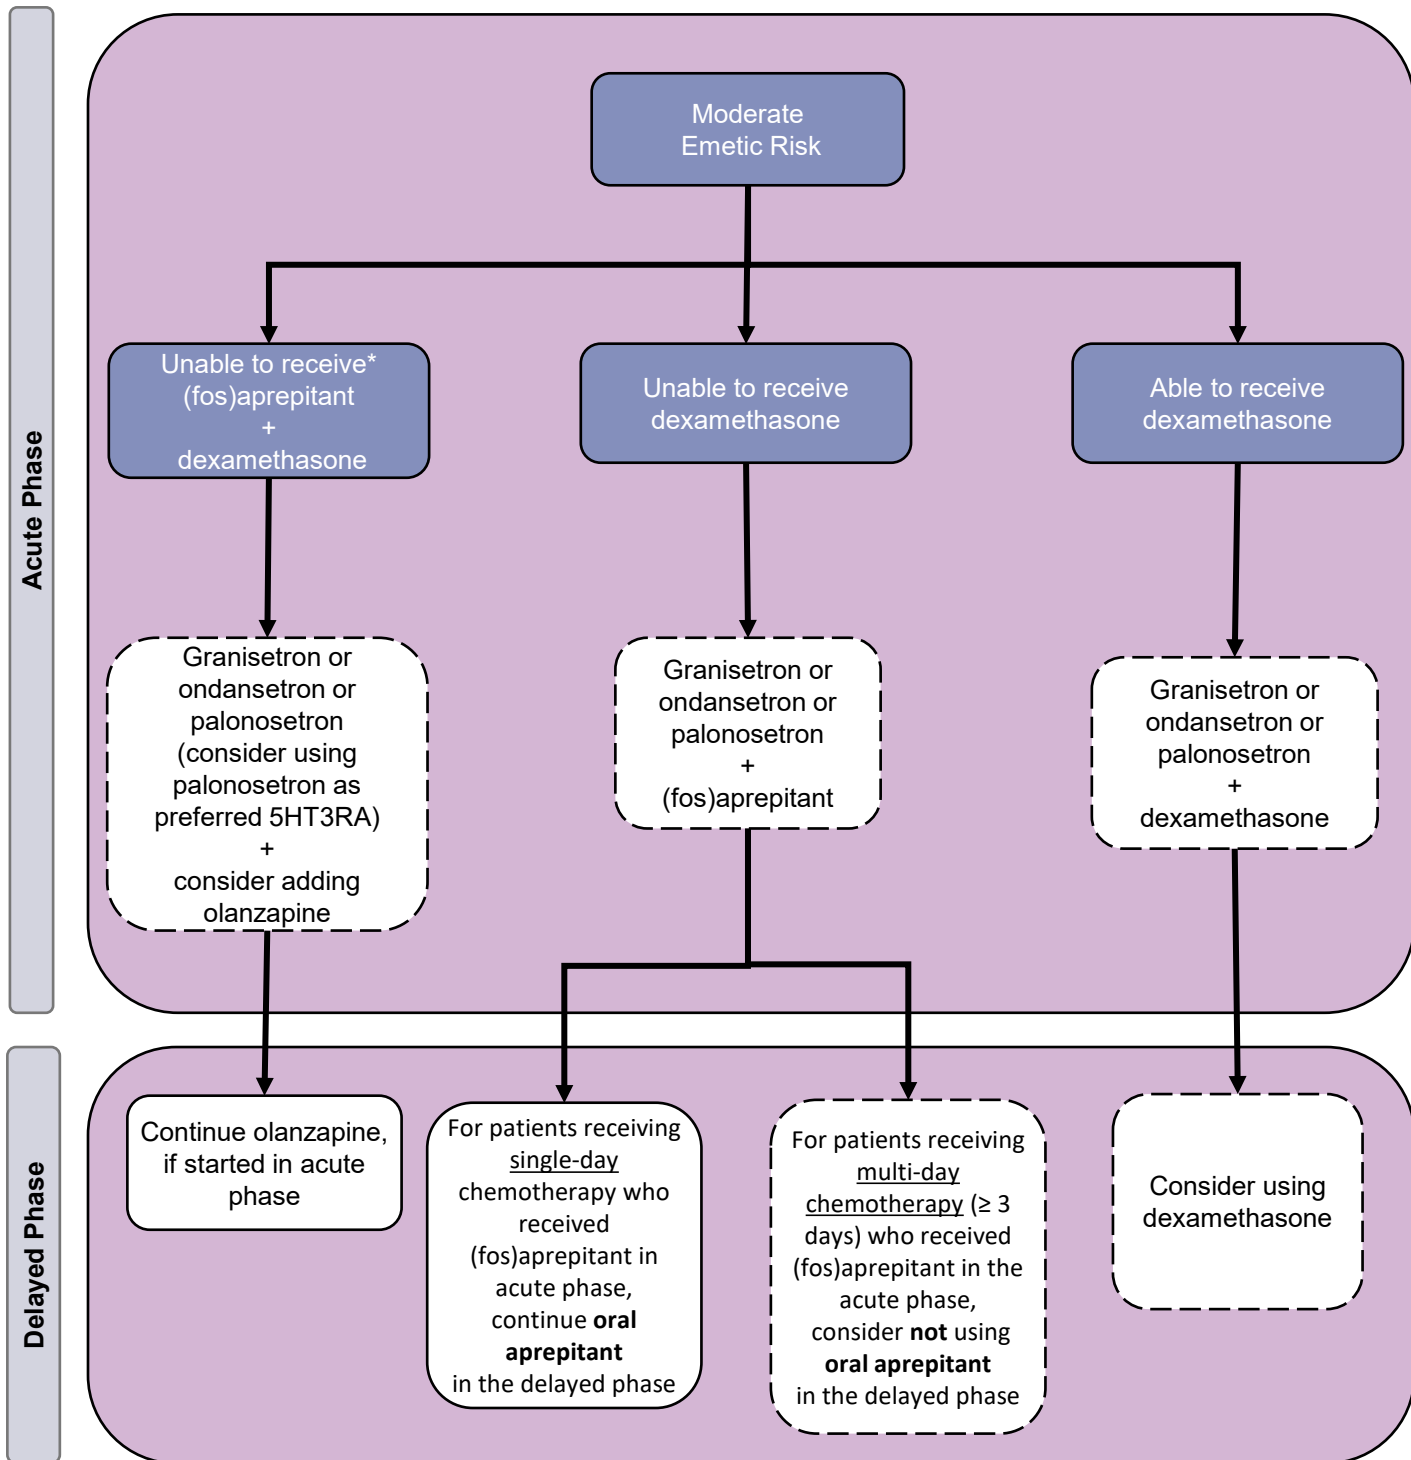 Acute Phase
Moderate
Emetic Risk
Unable to receive*
(fos)aprepitant
+
dexamethasone
Unable to receive
dexamethasone
Able to receive
dexamethasone
Granisetron or
ondansetron or
palonosetron
(consider using
palonosetron as
preferred 5HT3RA)
+
consider adding
olanzapine
Granisetron or
ondansetron or
palonosetron
+
(fos)aprepitant
Granisetron or
ondansetron or
palonosetron
+
dexamethasone
Delayed Phase
Continue olanzapine,
if started in acute
phase
For patients receiving
single-day
chemotherapy who
received
(fos)aprepitant in
acute phase,
continue oral
aprepitant
in the delayed phase
For patients receiving
multi-day
chemotherapy (≥ 3
days) who received
(fos)aprepitant in the
acute phase,
consider not using
oral aprepitant
in the delayed phase
Consider using
dexamethasone